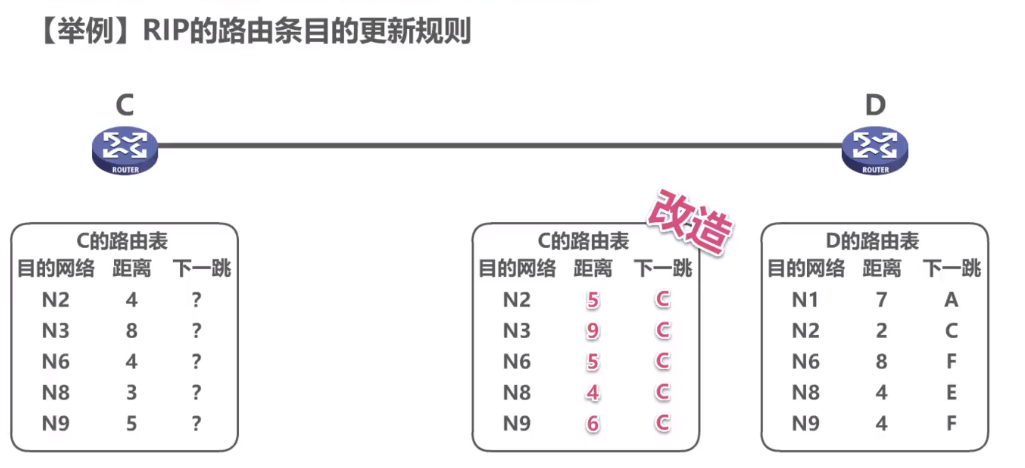 【举例】RIP的路由条目的更新规则
C
D
ROUTER
ROUTER
C的路由表
目的网络 距离 下一跳
N2 4 ?
N3 8 ?
N6 4 ?
N8 3 ?
N9 5 ?
改造
C的路由表
目的网络 距离 下一跳
N2 5 C
N3 9 C
N6 5 C
N8 4 C
N9 6 C
D的路由表
目的网络 距离 下一跳
N1 7 A
N2 2 C
N6 8 F
N8 4 E
N9 4 F